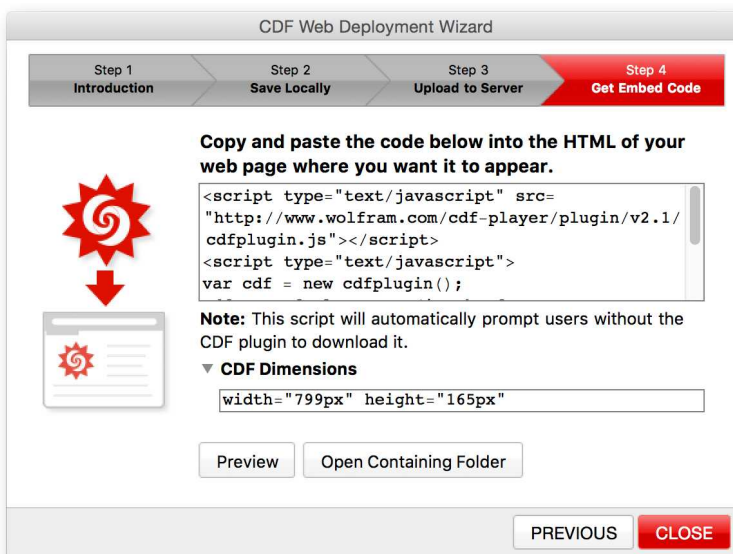 CDF Web Deployment Wizard
Step 1
Introduction
Step 2
Save Locally
Step 3
Upload to Server
Step 4
Get Embed Code
Copy and paste the code below into the HTML of your
web page where you want it to appear.
<script type="text/javascript" src=
"http://www.wolfram.com/cdf-player/plugin/v2.1/
cdfplugin.js"></script>
<script type="text/javascript">
var cdf = new cdfplugin();
Note: This script will automatically prompt users without the
CDF plugin to download it.
CDF Dimensions
width="799px" height="165px"
Preview
Open Containing Folder
PREVIOUS
CLOSE